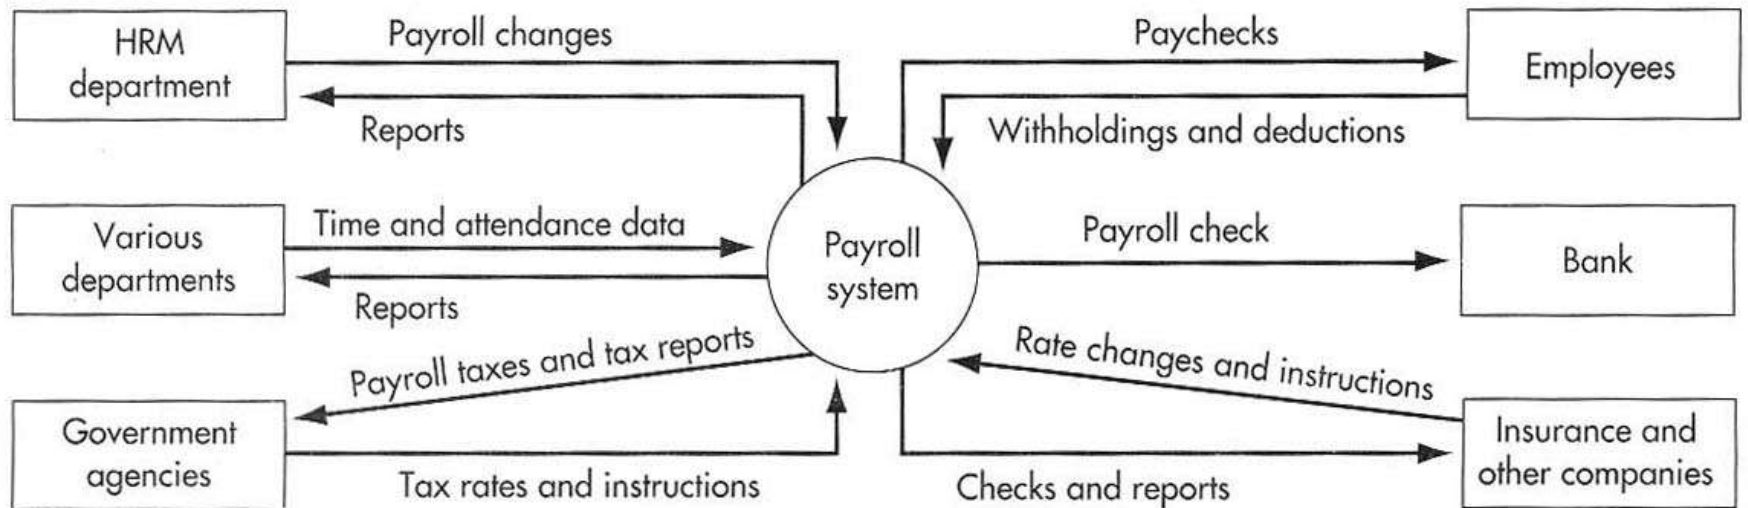 HRM
department
Payroll changes
Reports
Paychecks
Withholdings and deductions
Employees
Various
departments
Time and attendance data
Reports
Payroll
system
Payroll check
Bank
Payroll taxes and tax reports
Government
agencies
Tax rates and instructions
Rate changes and instructions
Checks and reports
Insurance and
other companies